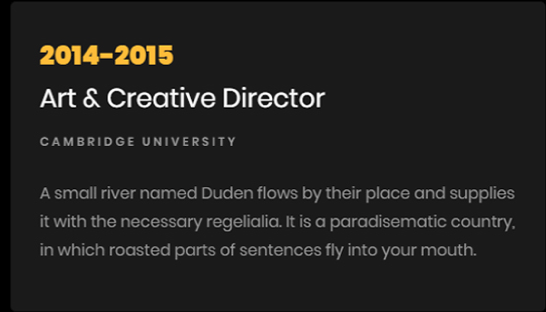 2014-2015
Art & Creative Director
CAMBRIDGE UNIVERSITY
A small river named Duden flows by their place and supplies
it with the necessary regelialia. It is a paradisematic country,
in which roasted parts of sentences fly into your mouth.